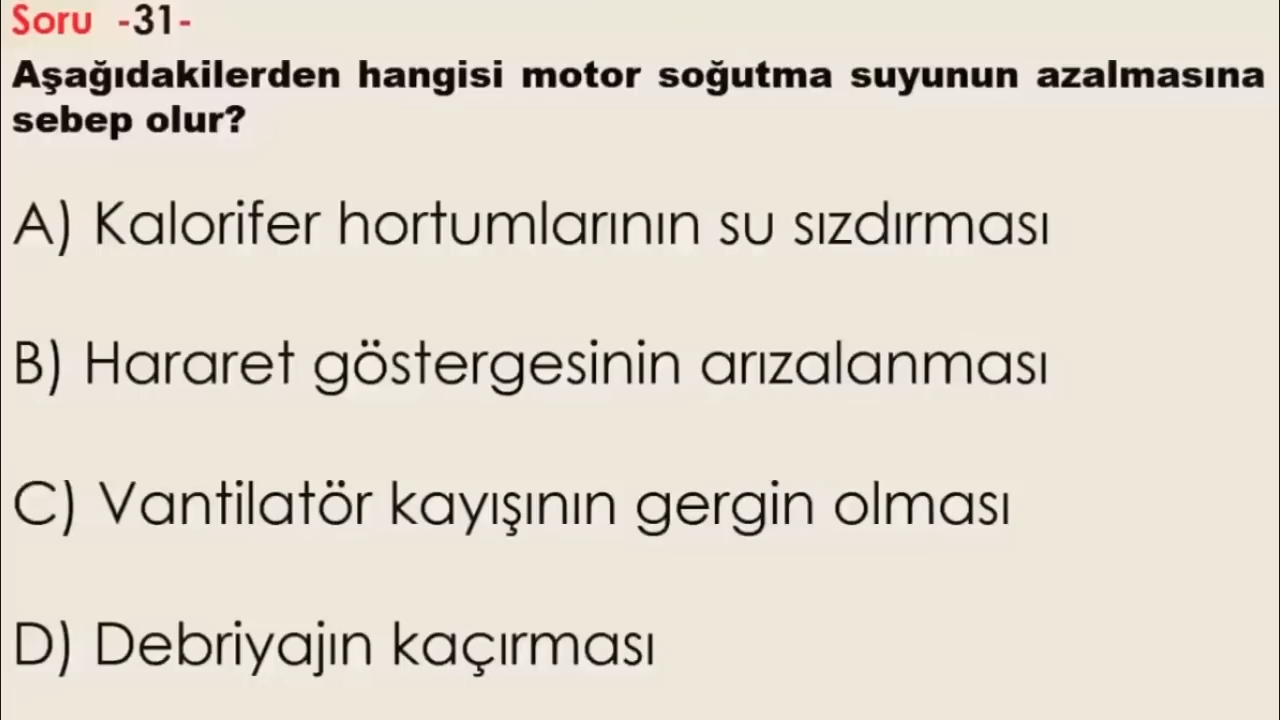 Soru -31-
Aşağıdakilerden hangisi motor soğutma suyunun azalmasına
sebep olur?
A) Kalorifer hortumlarının su sızdırması
B) Hararet göstergesinin arızalanması
C) Vantilatör kayışının gergin olması
D) Debriyajın kaçırması